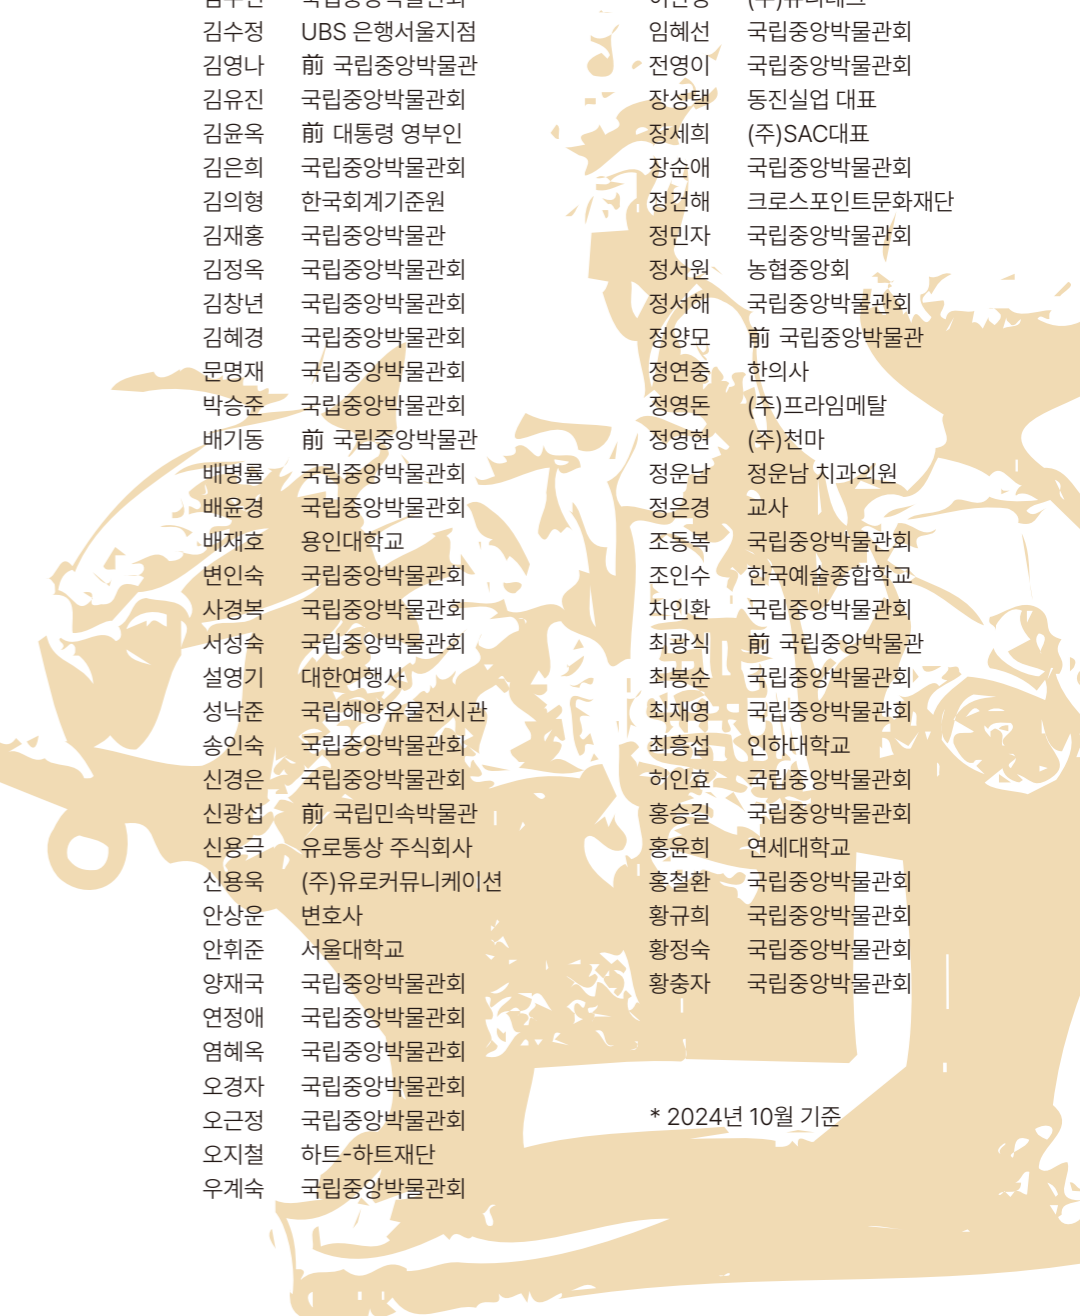 김수정 UBS 은행서울지점
김영나 前 국립중앙박물관
김유진 국립중앙박물관회
김윤옥 前 대통령 영부인
김은희 국립중앙박물관회
김의형 한국회계기준원
김재홍 국립중앙박물관
김정옥 국립중앙박물관회
김창년 국립중앙박물관회
김혜경 국립중앙박물관회
문명재 국립중앙박물관회
박승준 국립중앙박물관회
배기동 前 국립중앙박물관
배병률 국립중앙박물관회
배윤경 국립중앙박물관회
배재호 용인대학교
변인숙 국립중앙박물관회
사경복 국립중앙박물관회
서성숙 국립중앙박물관회
설영기 대한여행사
성낙준 국립해양유물전시관
송인숙 국립중앙박물관회
신경은 국립중앙박물관회
신광섭 前 국립민속박물관
신용극 유로통상 주식회사
신용욱 (주)유로커뮤니케이션
안상운 변호사
안휘준 서울대학교
양재국 국립중앙박물관회
연정애 국립중앙박물관회
염혜옥 국립중앙박물관회
오경자 국립중앙박물관회
오근정 국립중앙박물관회
오지철 하트-하트재단
우계숙 국립중앙박물관회
임혜선 국립중앙박물관회
전영이 국립중앙박물관회
장성택 동진실업 대표
장세희 (주)SAC대표
장순애 국립중앙박물관회
정건해 크로스포인트문화재단
정민자 국립중앙박물관회
정서원 농협중앙회
정서해 국립중앙박물관회
정양모 前 국립중앙박물관
정연중 한의사
정영돈 (주)프라임메탈
정영현 (주)천마
정운남 정운남 치과의원
정은경 교사
조동복 국립중앙박물관회
조인수 한국예술종합학교
차인환 국립중앙박물관회
최광식 前 국립중앙박물관
최봉순 국립중앙박물관회
최재영 국립중앙박물관회
최흥섭 인하대학교
허인효 국립중앙박물관회
홍승길 국립중앙박물관회
홍윤희 연세대학교
홍철환 국립중앙박물관회
황규희 국립중앙박물관회
황정숙 국립중앙박물관회
황충자 국립중앙박물관회
* 2024년 10월 기준